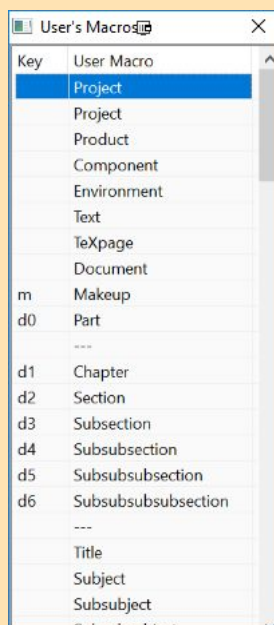 User's Macros
Key User Macro
Project
Project
Product
Component
Environment
Text
TeXpage
Document
m Makeup
d0 Part
---
d1 Chapter
d2 Section
d3 Subsection
d4 Subsubsection
d5 Subsubsubsection
d6 Subsubsubsubsection
---
Title
Subject
Subsubject